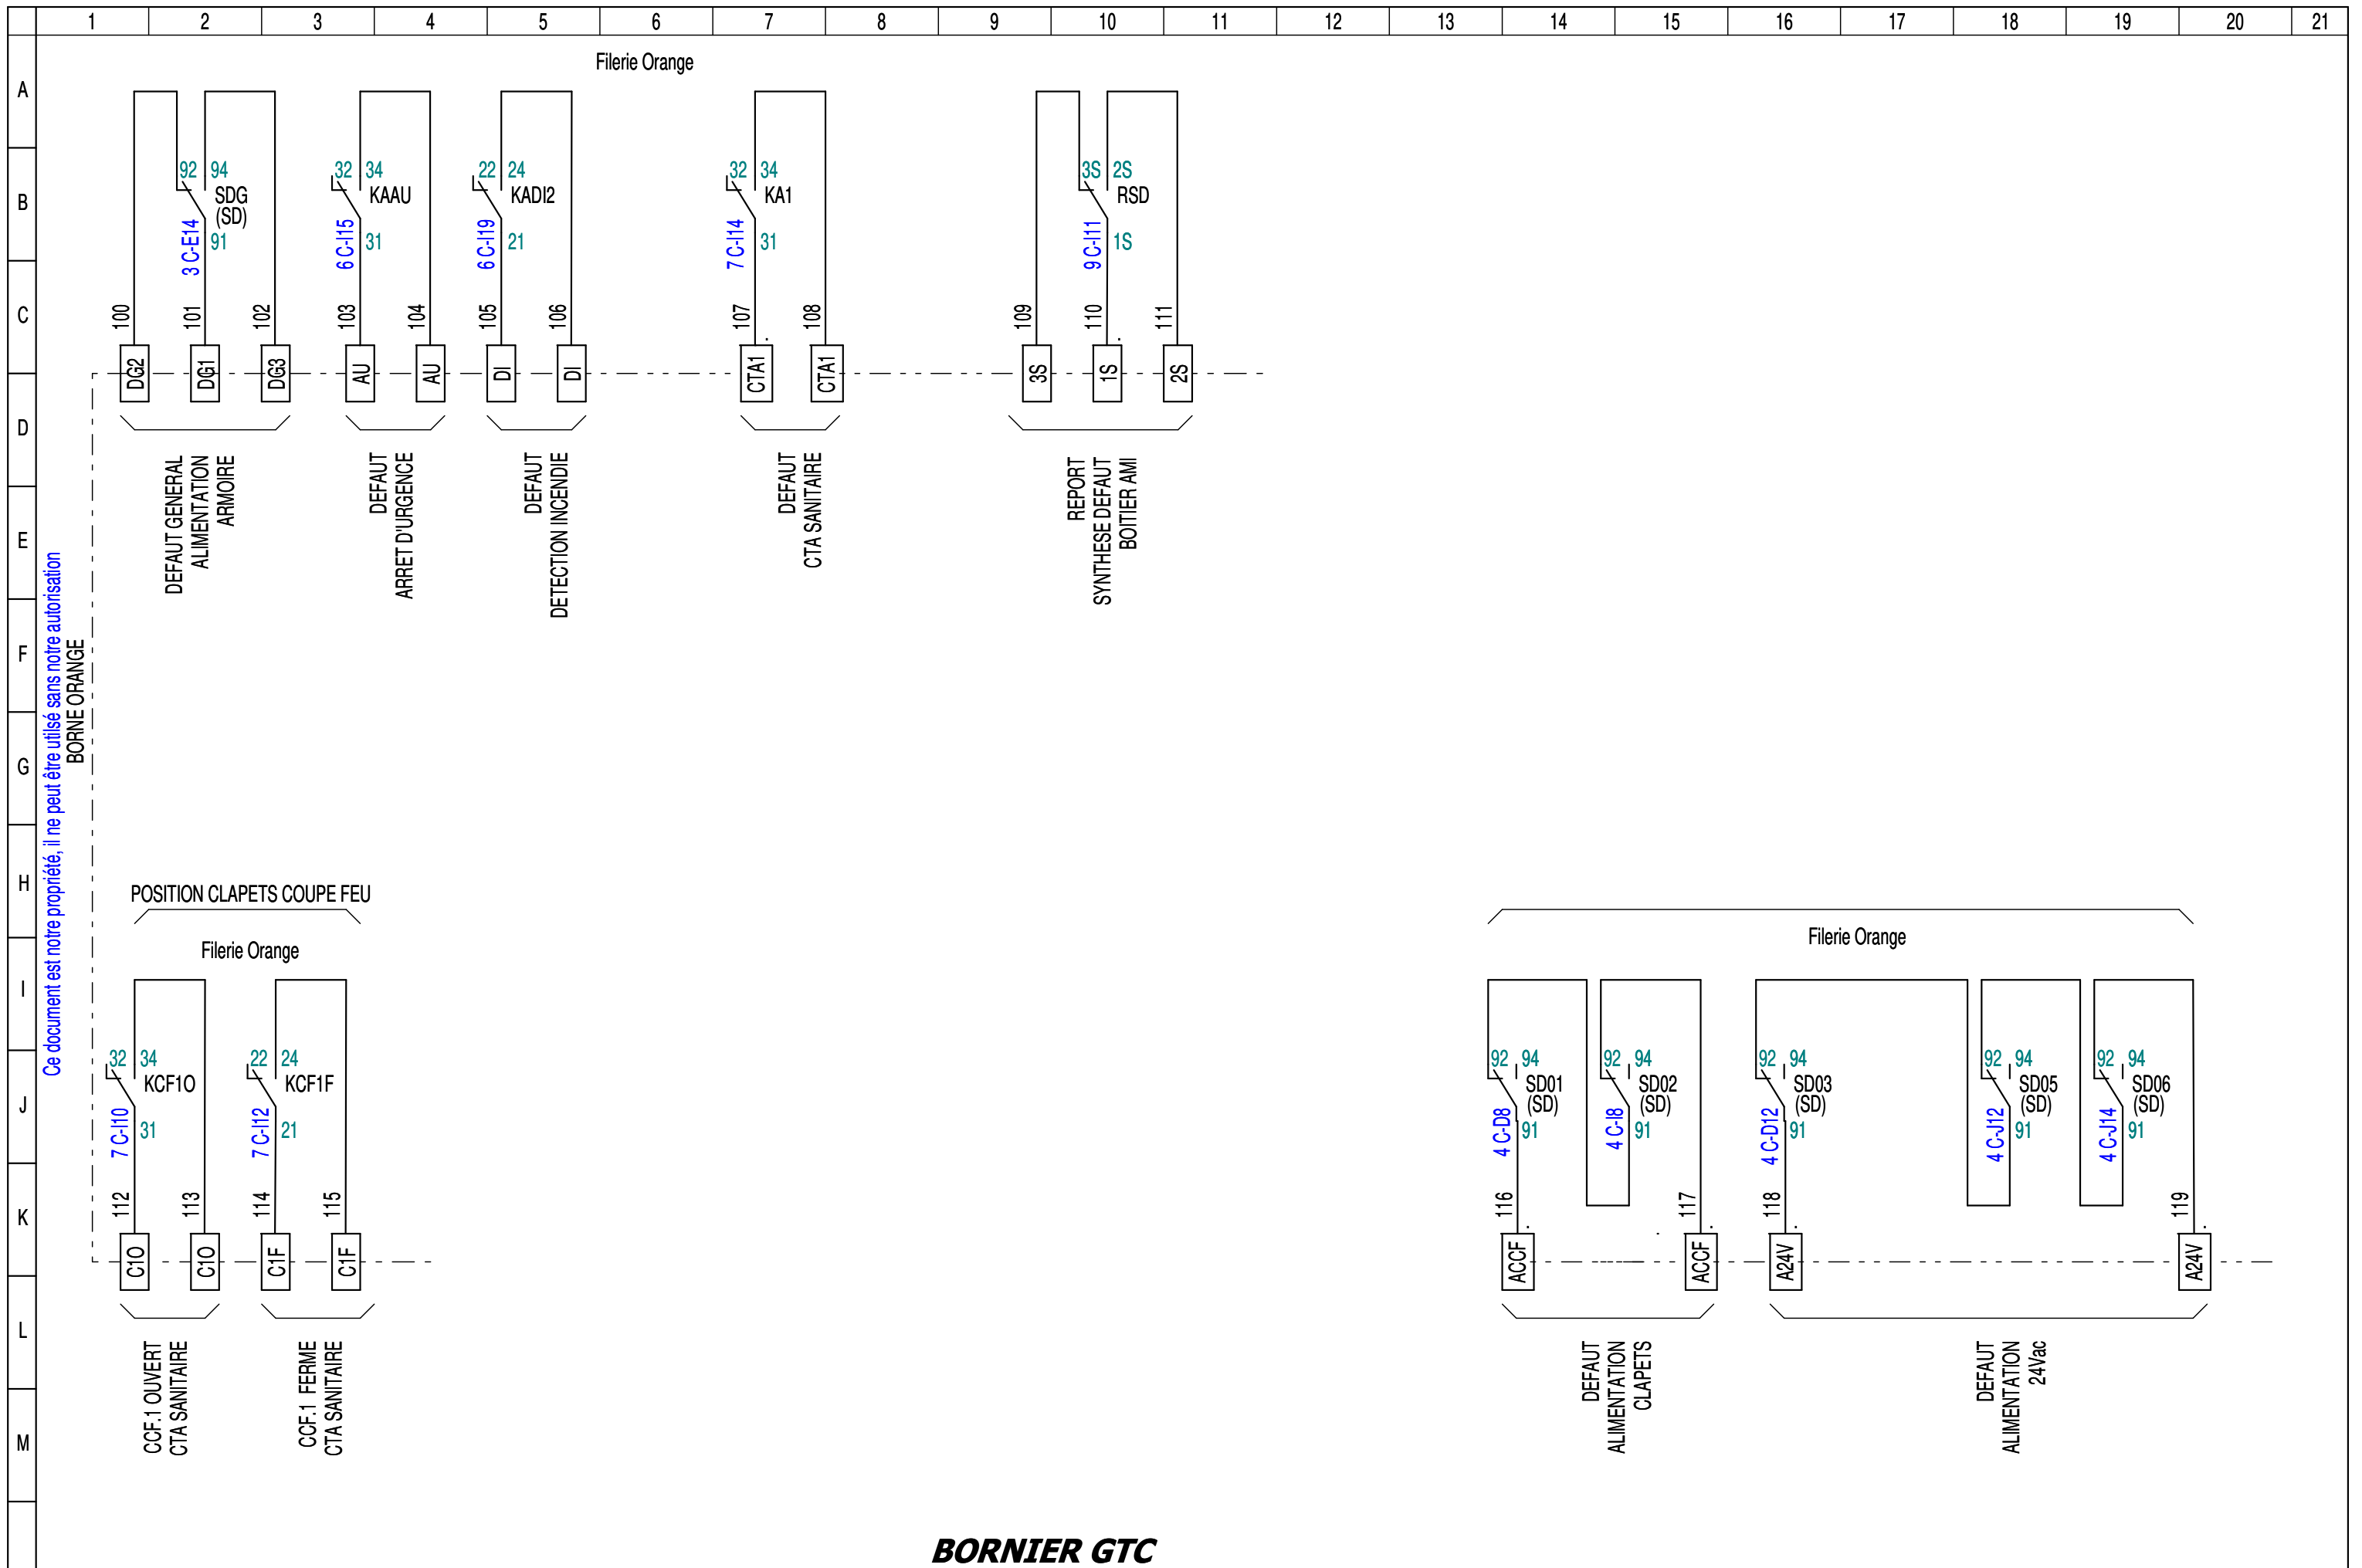 1 2 3 4 5 6 7 8 9 10 11 12 13 14 15 16 17 18 19 20 21
A
B
C
D
E
F
G
H
I
J
K
L
M
Ce document est notre propriété, il ne peut être utilsé sans notre autorisation
BORNE ORANGE
Filerie Orange
92 94
SDG
(SD)
3 C-E14
91
32 34
KAAU
6 C-I15
31
22 24
KADI2
6 C-I19
21
32 34
KA1
7 C-I14
31
3S 2S
RSD
9 C-I11
1S
100 101 102 103 104 105 106 107 108 109 110 111
DG2 DG1 DG3 AU AU DI DI CTA1 CTA1 3S 1S 2S
DEFAUT GENERAL
ALIMENTATION
ARMOIRE
DEFAUT
ARRET D'URGENCE
DEFAUT
DETECTION INCENDIE
DEFAUT
CTA SANITAIRE
REPORT
SYNTHESE DEFAUT
BOITIER AMI
POSITION CLAPETS COUPE FEU
Filerie Orange
Filerie Orange
32 34
KCF1O
7 C-I10
31
22 24
KCF1F
7 C-I12
21
92 94
SD01
(SD)
4 C-D8
91
92 94
SD02
(SD)
4 C-I8
91
92 94
SD03
(SD)
4 C-D12
91
92 94
SD05
(SD)
4 C-J12
91
92 94
SD06
(SD)
4 C-J14
91
112 113 114 115 116 117 118 119
C1O C1O C1F C1F ACCF ACCF A24V A24V
CCF.1 OUVERT
CTA SANITAIRE
CCF.1 FERME
CTA SANITAIRE
DEFAUT
ALIMENTATION
CLAPETS
DEFAUT
ALIMENTATION
24Vac
BORNIER GTC